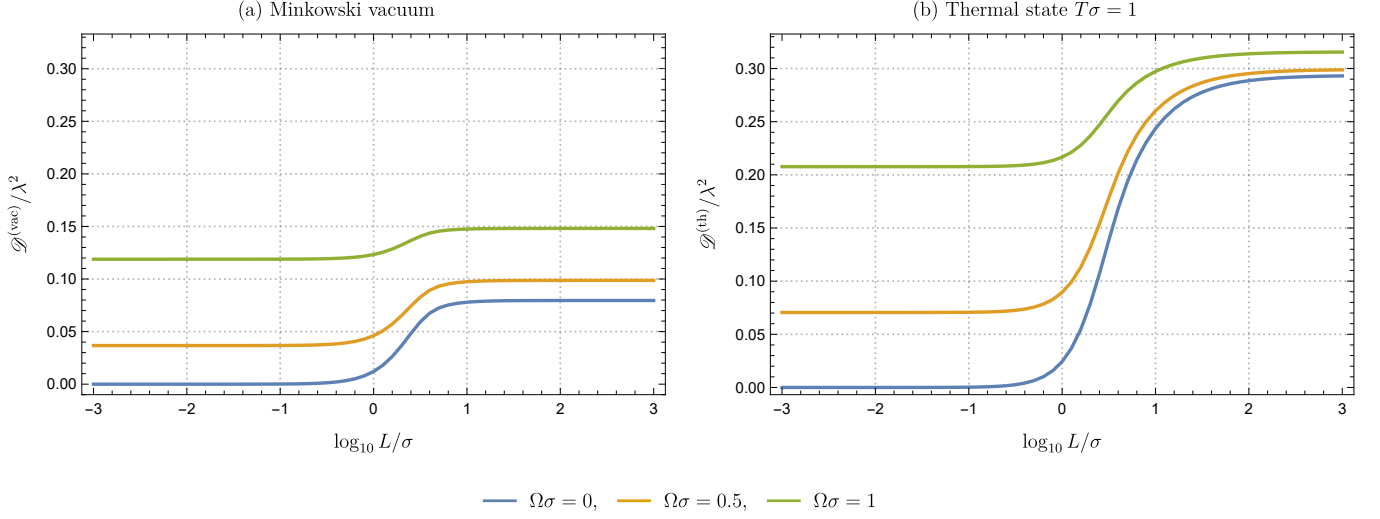 (a) Minkowski vacuum
𝒟^(vac)/λ²
0.30
0.25
0.20
0.15
0.10
0.05
0.00
−3 −2 −1 0 1 2 3
log₁₀ L/σ
(b) Thermal state Tσ = 1
𝒟^(th)/λ²
0.30
0.25
0.20
0.15
0.10
0.05
0.00
−3 −2 −1 0 1 2 3
log₁₀ L/σ
Ωσ = 0, Ωσ = 0.5, Ωσ = 1